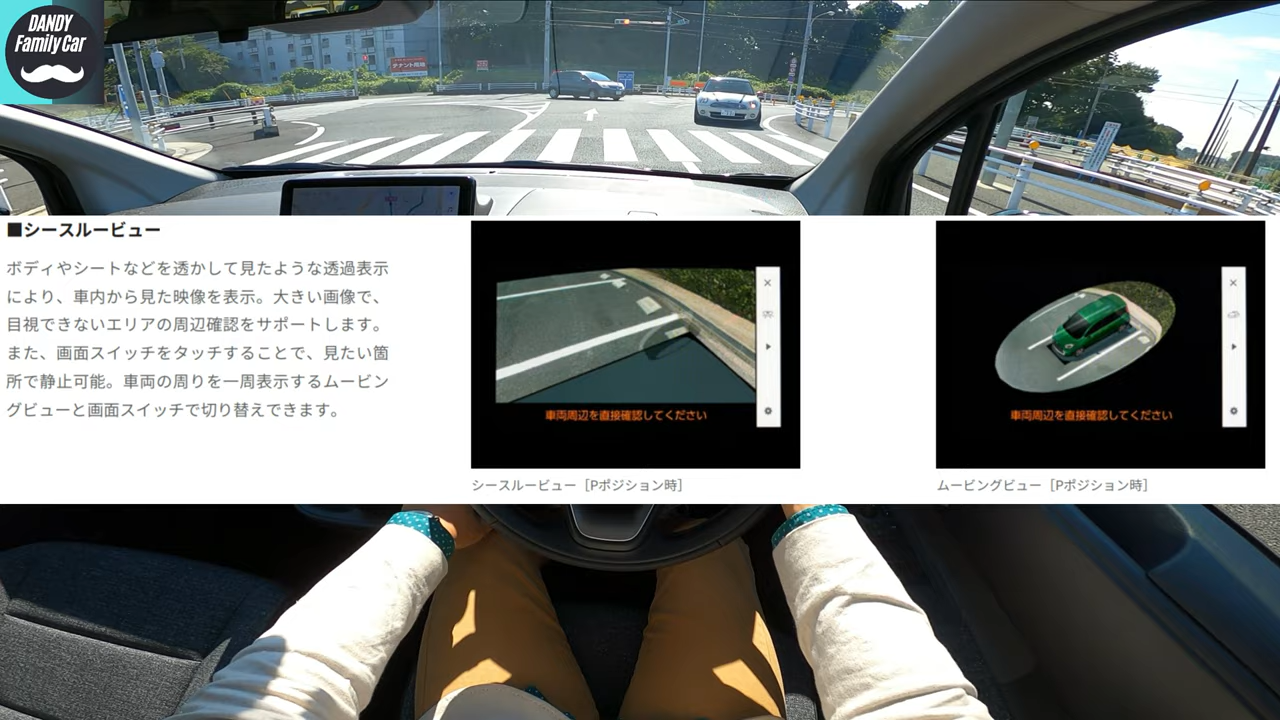 DANDY
Family Car
テナント募集
■シースルービュー
ボディやシートなどを透かして見たような透過表示
により、車内から見た映像を表示。大きい画像で、
目視できないエリアの周辺確認をサポートします。
また、画面スイッチをタッチすることで、見たい箇
所で静止可能。車両の周りを一周表示するムービン
グビューと画面スイッチで切り替えできます。
車両周辺を直接確認してください
シースルービュー［Pポジション時］
車両周辺を直接確認してください
ムービングビュー［Pポジション時］